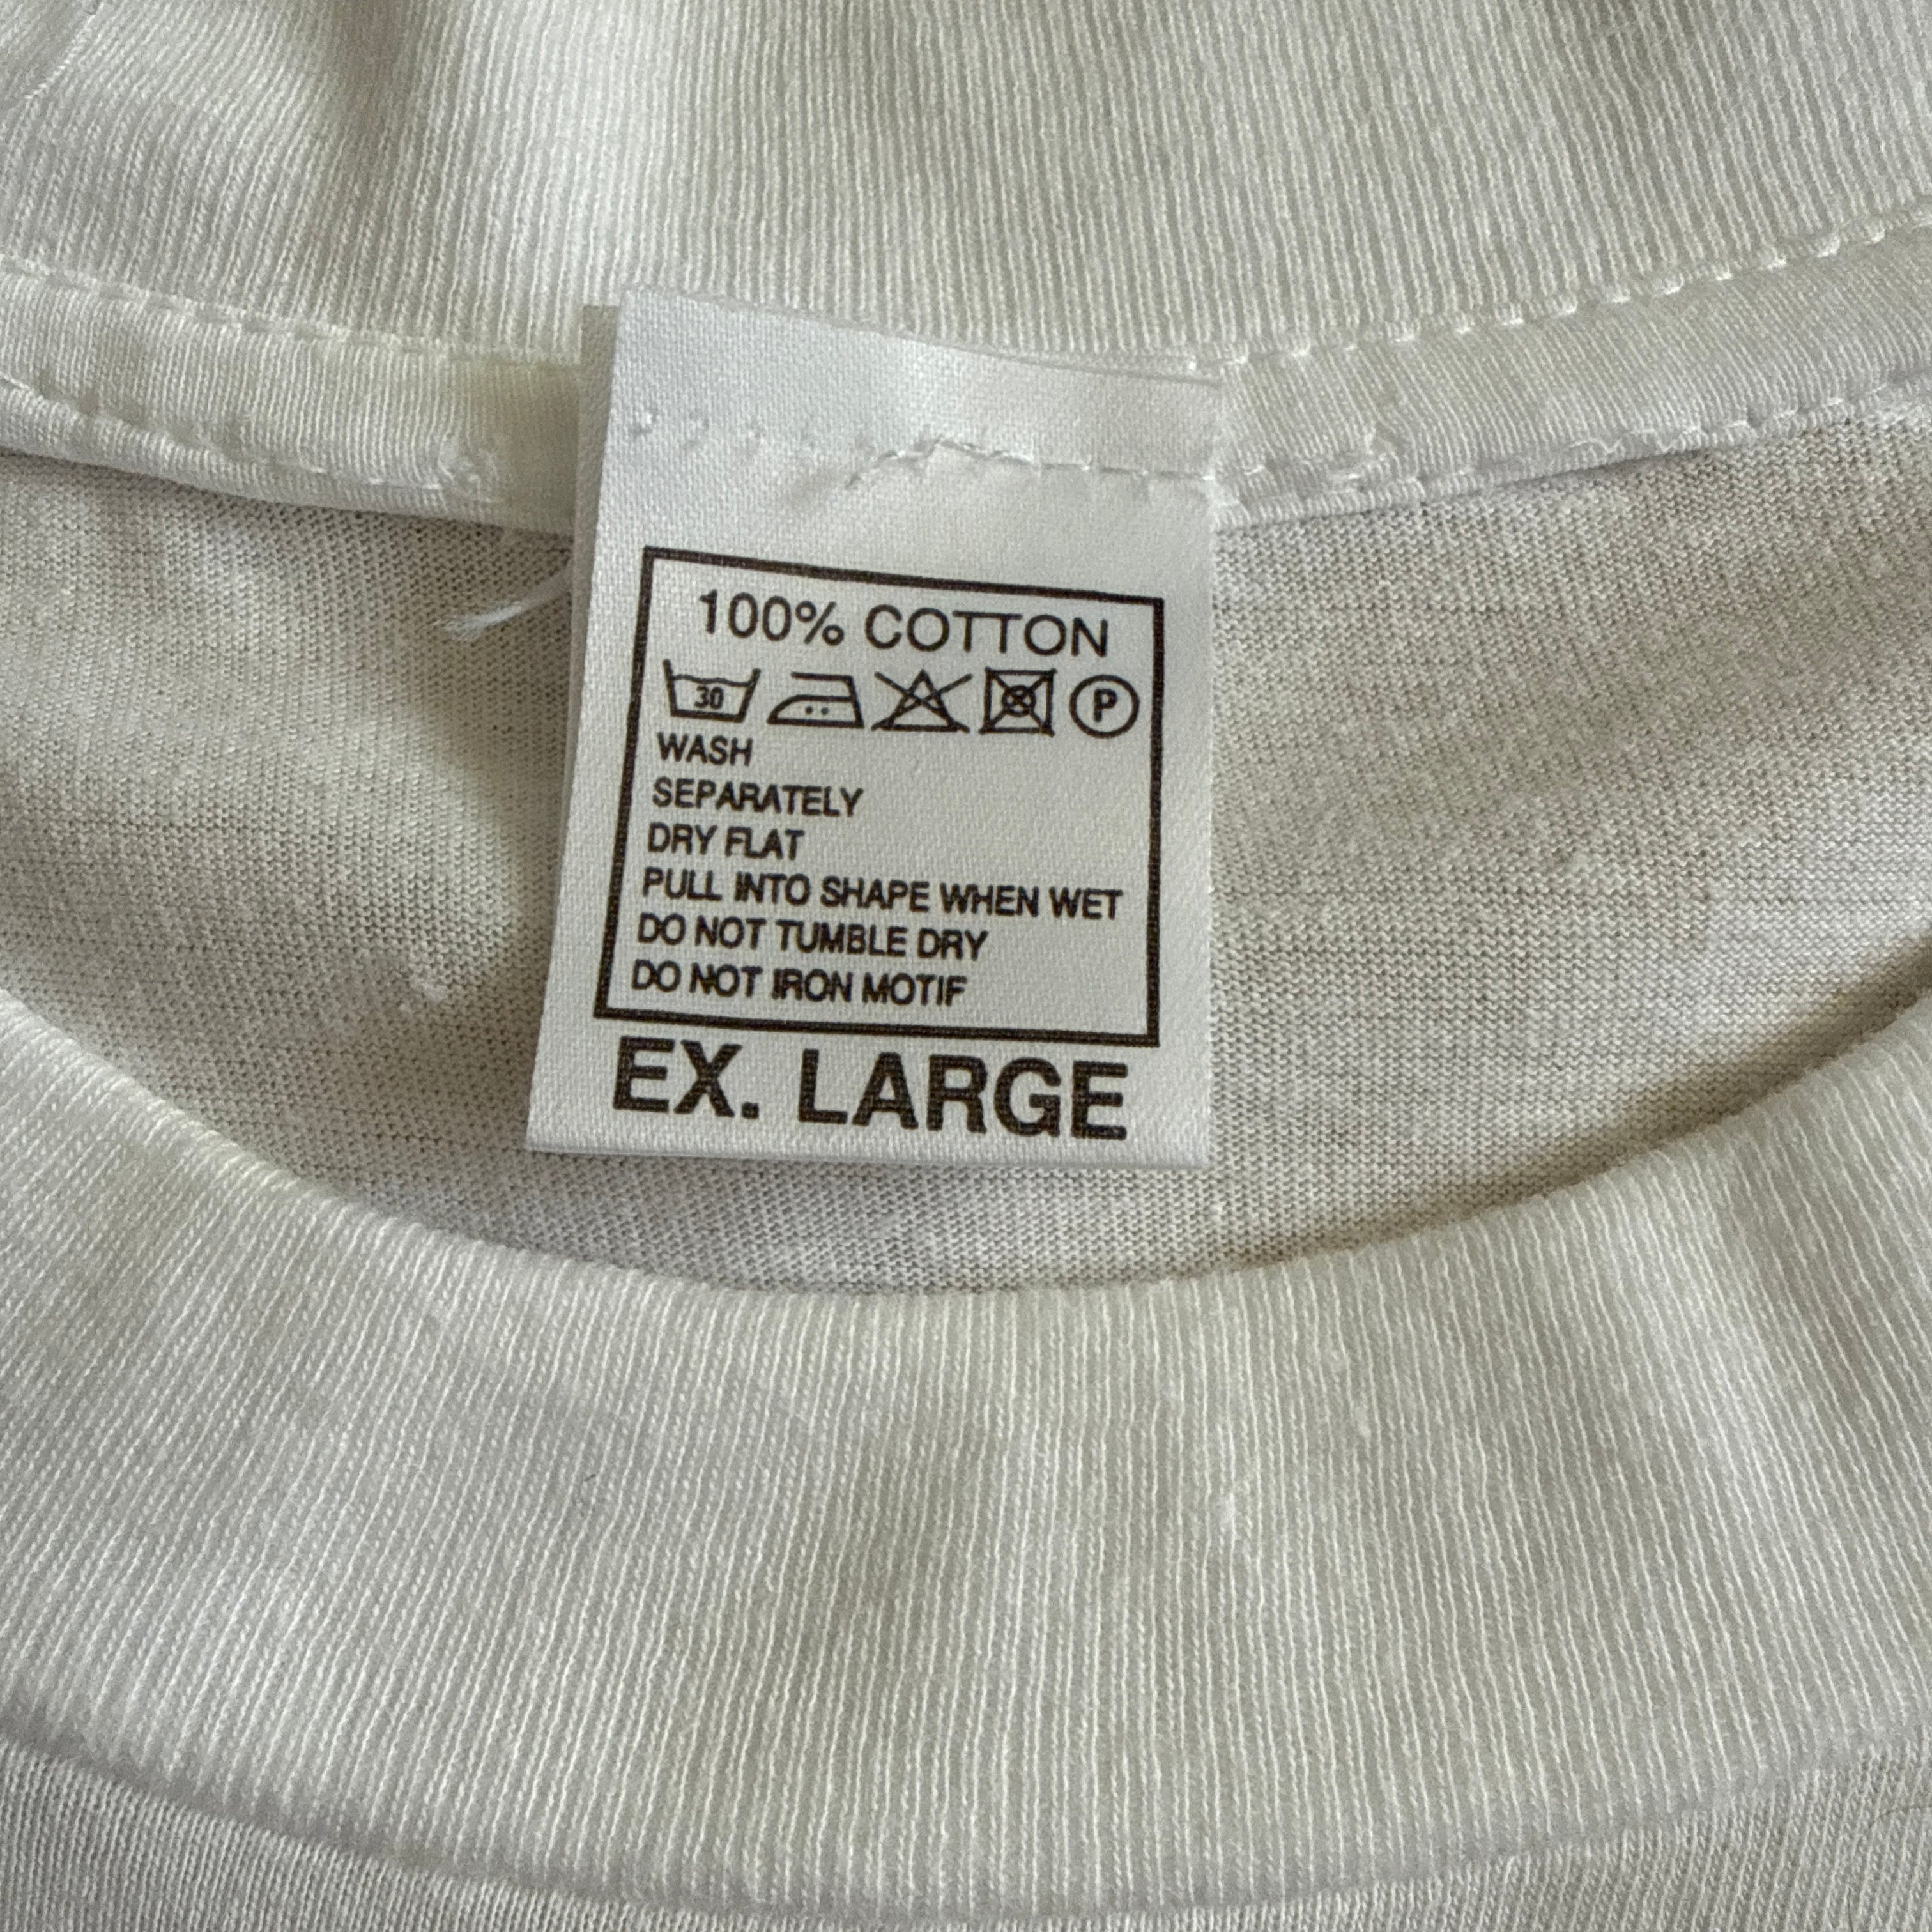 100% COTTON
30 P
WASH
SEPARATELY
DRY FLAT
PULL INTO SHAPE WHEN WET
DO NOT TUMBLE DRY
DO NOT IRON MOTIF
EX. LARGE